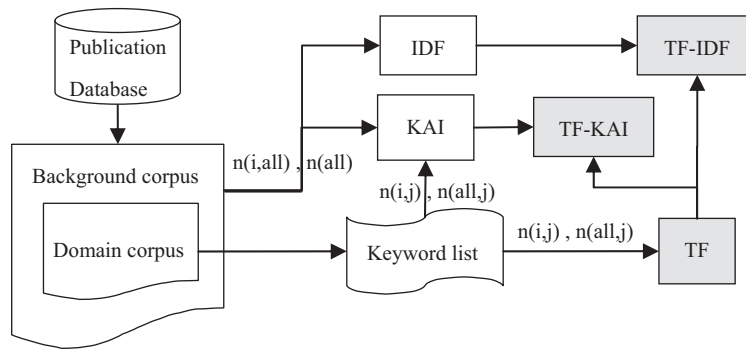 Publication
Database
IDF
TF-IDF
KAI
TF-KAI
n(i,all) , n(all)
Background corpus
n(i,j) , n(all,j)
Domain corpus
Keyword list
n(i,j) , n(all,j)
TF